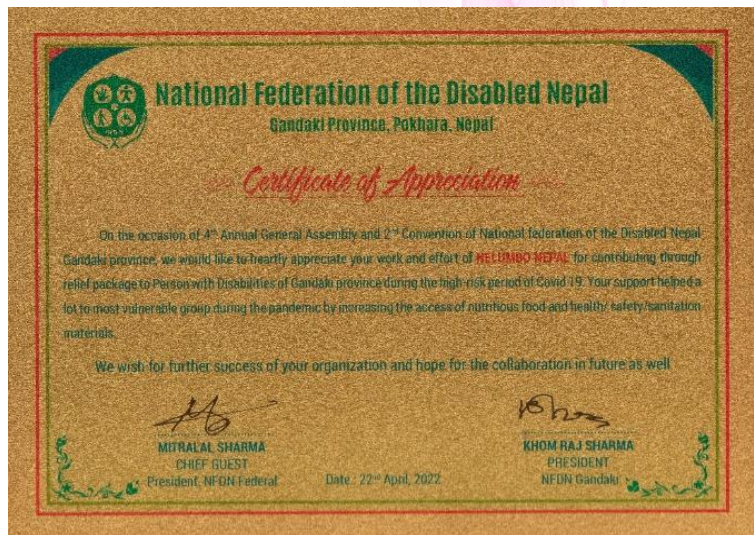 National Federation of the Disabled Nepal
Gandaki Province, Pokhara, Nepal
Certificate of Appreciation
On the occasion of 4th Annual General Assembly and 2nd Convention of National federation of the Disabled Nepal
Gandaki province, we would like to heartly appreciate your work and effort of HELUMBO NEPAL for contributing through
relief package to Person with Disabilities of Gandaki province during the high-risk period of Covid 19. Your support helped a
lot to most vulnerable group during the pandemic by increasing the access of nutritious food and health/ safety/sanitation
materials.
We wish for further success of your organization and hope for the collaboration in future as well
MITRALAL SHARMA
CHIEF GUEST
President, NFDN Federal
Date : 22nd April, 2022
KHOM RAJ SHARMA
PRESIDENT
NFDN Gandaki